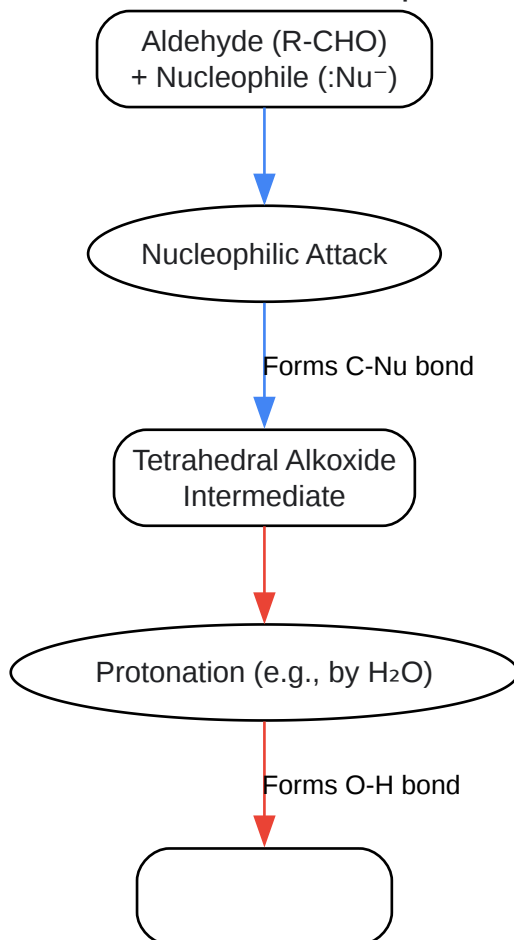 Aldehyde (R-CHO)
+ Nucleophile (:Nu⁻)
Nucleophilic Attack
Forms C-Nu bond
Tetrahedral Alkoxide
Intermediate
Protonation (e.g., by H₂O)
Forms O-H bond